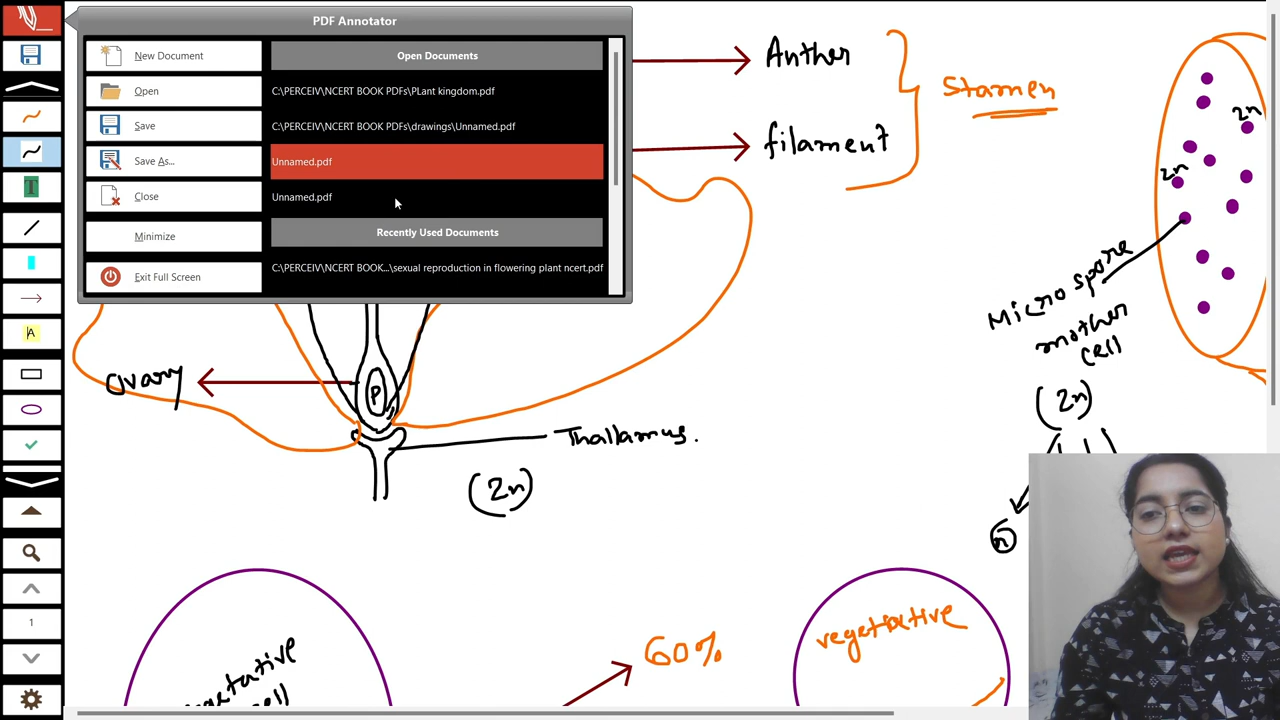 PDF Annotator
New Document
Open
Save
Save As...
Close
Minimize
Exit Full Screen
Open Documents
C:\PERCEIV\NCERT BOOK PDFs\PLant kingdom.pdf
C:\PERCEIV\NCERT BOOK PDFs\drawings\Unnamed.pdf
Unnamed.pdf
Unnamed.pdf
Recently Used Documents
C:\PERCEIV\NCERT BOOK...\sexual reproduction in flowering plant ncert.pdf
T
A
1
Anther
filament
Stamen
2n
2n
Micro spore
mother
cell
(2n)
n
Ovary
P
Thallamus.
(2n)
getative
cell
60%
vegetative